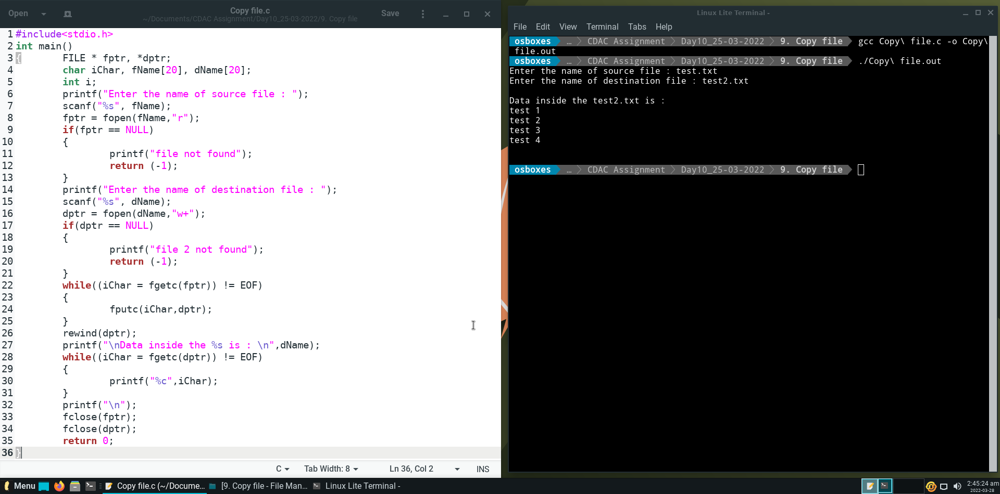 Open
Copy file.c
~/Documents/CDAC Assignment/Day10_25-03-2022/9. Copy file
Save
1 #include<stdio.h>
2 int main()
3 {	FILE * fptr, *dptr;
4 	char iChar, fName[20], dName[20];
5 	int i;
6 	printf("Enter the name of source file : ");
7 	scanf("%s", fName);
8 	fptr = fopen(fName,"r");
9 	if(fptr == NULL)
10 	{
11 		printf("file not found");
12 		return (-1);
13 	}
14 	printf("Enter the name of destination file : ");
15 	scanf("%s", dName);
16 	dptr = fopen(dName,"w+");
17 	if(dptr == NULL)
18 	{
19 		printf("file 2 not found");
20 		return (-1);
21 	}
22 	while((iChar = fgetc(fptr)) != EOF)
23 	{
24 		fputc(iChar,dptr);
25 	}
26 	rewind(dptr);
27 	printf("\nData inside the %s is : \n",dName);
28 	while((iChar = fgetc(dptr)) != EOF)
29 	{
30 		printf("%c",iChar);
31 	}
32 	printf("\n");
33 	fclose(fptr);
34 	fclose(dptr);
35 	return 0;
36 }
C
Tab Width: 8
Ln 36, Col 2
INS
Linux Lite Terminal -
File Edit View Terminal Tabs Help
osboxes … CDAC Assignment Day10_25-03-2022 9. Copy file gcc Copy\ file.c -o Copy\
file.out
osboxes … CDAC Assignment Day10_25-03-2022 9. Copy file ./Copy\ file.out
Enter the name of source file : test.txt
Enter the name of destination file : test2.txt
Data inside the test2.txt is :
test 1
test 2
test 3
test 4
osboxes … CDAC Assignment Day10_25-03-2022 9. Copy file
Menu
Copy file.c (~/Docume...
[9. Copy file - File Man...
Linux Lite Terminal -
2:45:24 am
2022-03-28